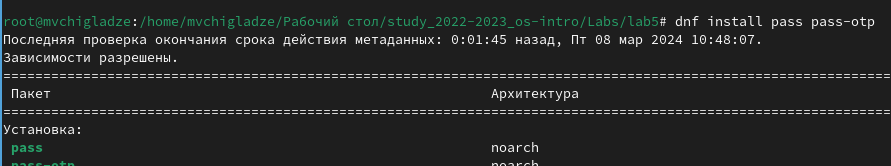 root@mvchigladze:/home/mvchigladze/Рабочий стол/study_2022-2023_os-intro/Labs/lab5# dnf install pass pass-otp
Последняя проверка окончания срока действия метаданных: 0:01:45 назад, Пт 08 мар 2024 10:48:07.
Зависимости разрешены.
Пакет Архитектура
Установка:
pass noarch
pass-otp noarch